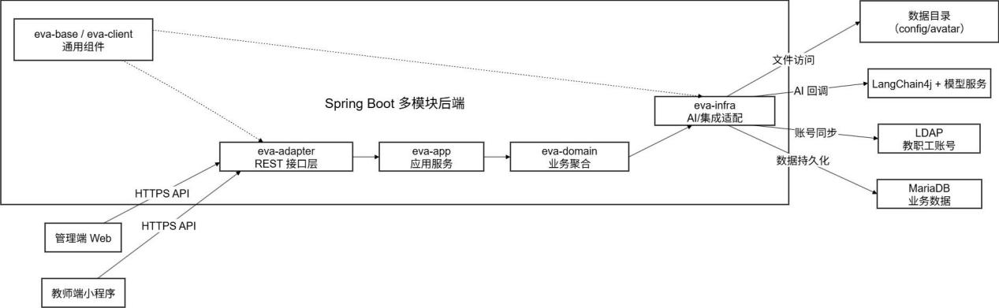 eva-base / eva-client
通用组件
Spring Boot 多模块后端
eva-adapter
REST 接口层
eva-app
应用服务
eva-domain
业务聚合
eva-infra
AI/集成适配
HTTPS API
HTTPS API
管理端 Web
教师端小程序
文件访问
AI 回调
账号同步
数据持久化
数据目录
（config/avatar）
LangChain4j + 模型服务
LDAP
教职工账号
MariaDB
业务数据